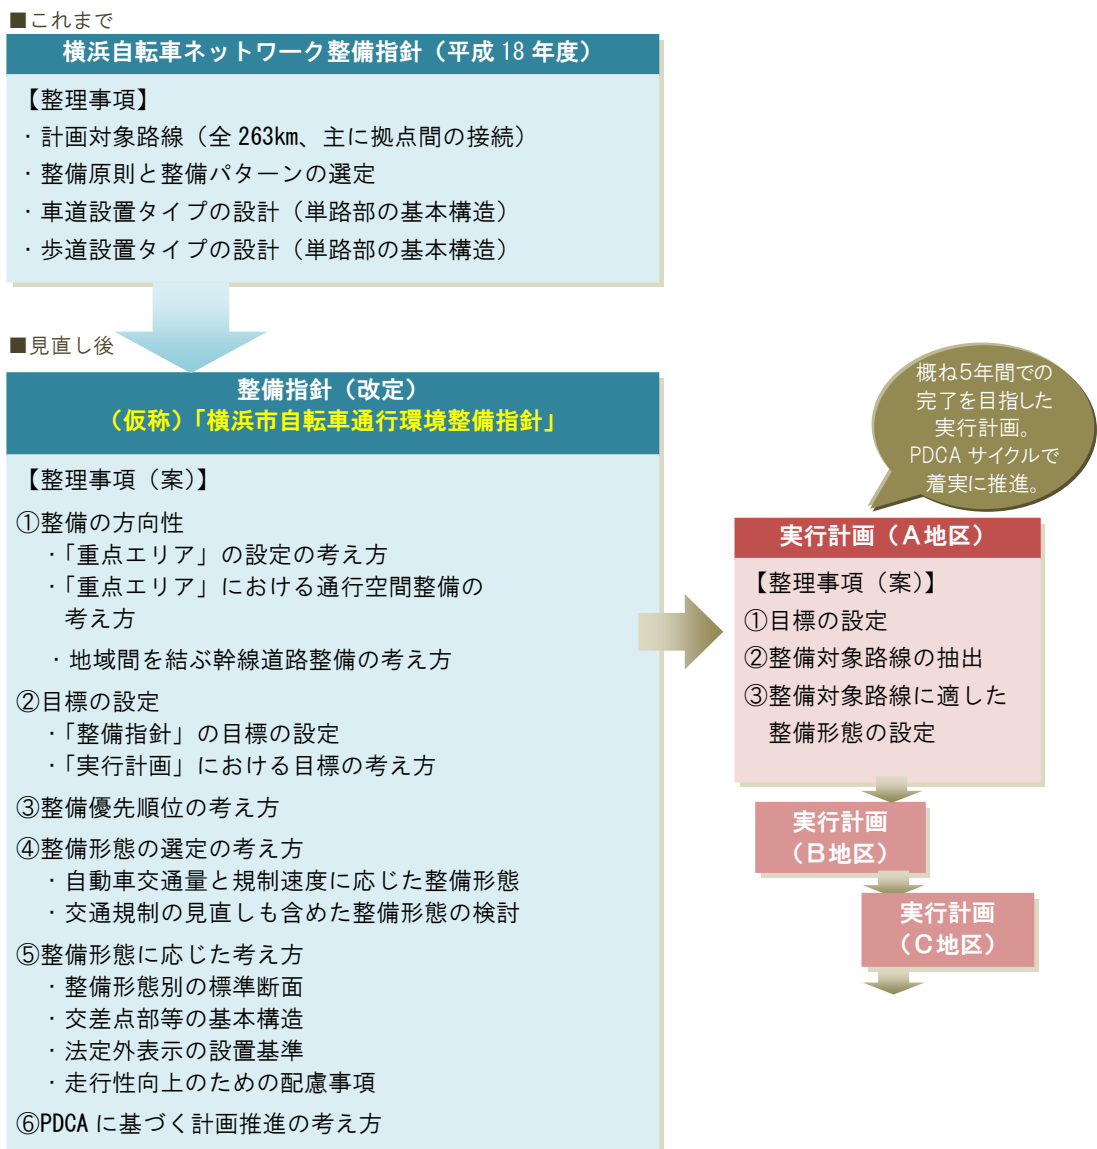 ■これまで
横浜自転車ネットワーク整備指針（平成 18 年度）
【整理事項】
・計画対象路線（全 263km、主に拠点間の接続）
・整備原則と整備パターンの選定
・車道設置タイプの設計（単路部の基本構造）
・歩道設置タイプの設計（単路部の基本構造）
■見直し後
整備指針（改定）
（仮称）「横浜市自転車通行環境整備指針」
【整理事項（案）】
①整備の方向性
・「重点エリア」の設定の考え方
・「重点エリア」における通行空間整備の
考え方
・地域間を結ぶ幹線道路整備の考え方
②目標の設定
・「整備指針」の目標の設定
・「実行計画」における目標の考え方
③整備優先順位の考え方
④整備形態の選定の考え方
・自動車交通量と規制速度に応じた整備形態
・交通規制の見直しも含めた整備形態の検討
⑤整備形態に応じた考え方
・整備形態別の標準断面
・交差点部等の基本構造
・法定外表示の設置基準
・走行性向上のための配慮事項
⑥PDCA に基づく計画推進の考え方
概ね5年間での
完了を目指した
実行計画。
PDCA サイクルで
着実に推進。
実行計画（Ａ地区）
【整理事項（案）】
①目標の設定
②整備対象路線の抽出
③整備対象路線に適した
整備形態の設定
実行計画
（Ｂ地区）
実行計画
（Ｃ地区）